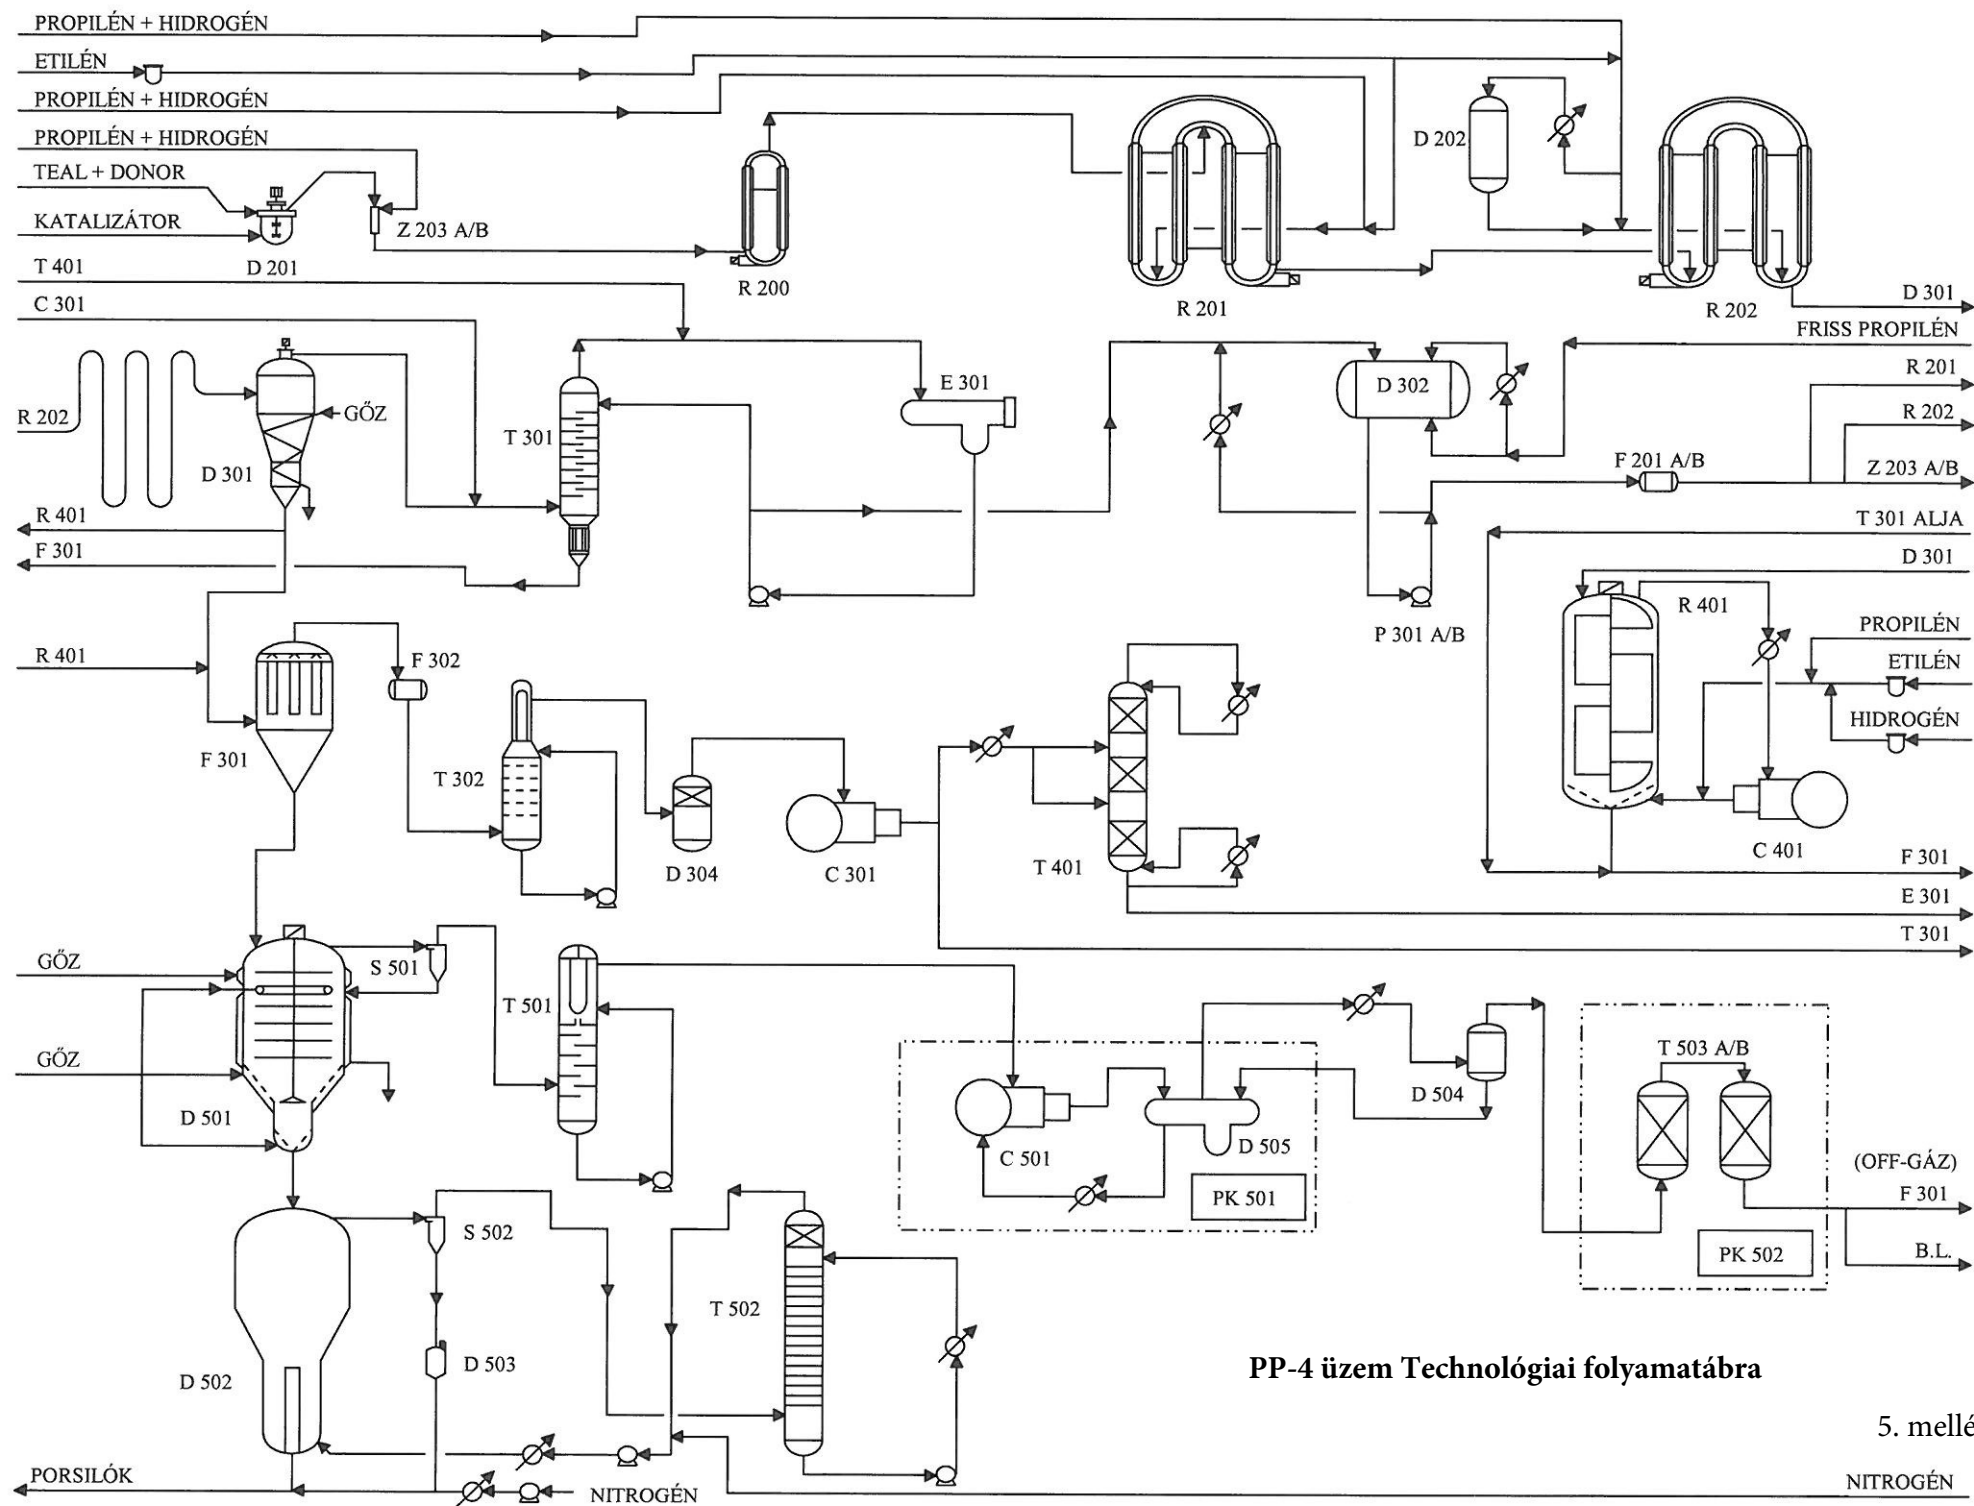 PROPILÉN + HIDROGÉN
ETILÉN
PROPILÉN + HIDROGÉN
PROPILÉN + HIDROGÉN
TEAL + DONOR
KATALIZÁTOR
D 201
Z 203 A/B
R 200
R 201
D 202
R 202
D 301
T 401
C 301
R 202
GŐZ
D 301
R 401
F 301
T 301
E 301
D 302
FRISS PROPILÉN
R 201
R 202
F 201 A/B
Z 203 A/B
P 301 A/B
T 301 ALJA
D 301
R 401
PROPILÉN
ETILÉN
HIDROGÉN
C 401
F 301
E 301
T 301
R 401
F 301
F 302
T 302
D 304
C 301
T 401
GŐZ
GŐZ
D 501
S 501
T 501
C 501
D 505
PK 501
D 504
T 503 A/B
PK 502
(OFF-GÁZ)
F 301
B.L.
D 502
S 502
D 503
T 502
PORSILÓK
NITROGÉN
NITROGÉN
PP-4 üzem Technológiai folyamatábra
5. mellé